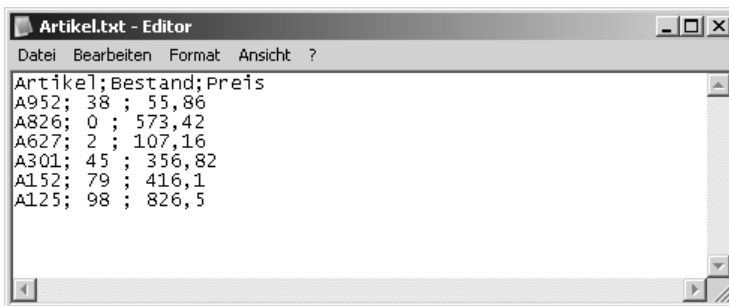 Artikel.txt - Editor
Datei Bearbeiten Format Ansicht ?
Artikel;Bestand;Preis
A952; 38 ; 55,86
A826; 0 ; 573,42
A627; 2 ; 107,16
A301; 45 ; 356,82
A152; 79 ; 416,1
A125; 98 ; 826,5